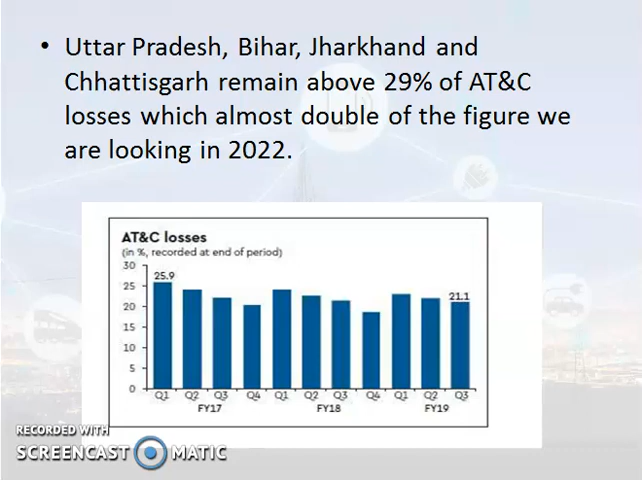 • Uttar Pradesh, Bihar, Jharkhand and
Chhattisgarh remain above 29% of AT&C
losses which almost double of the figure we
are looking in 2022.
AT&C losses
(in %, recorded at end of period)
30
25
20
15
10
5
0
25.9
21.1
Q1 Q2 Q3 Q4 Q1 Q2 Q3 Q4 Q1 Q2 Q3
FY17 FY18 FY19
RECORDED WITH
SCREENCAST MATIC